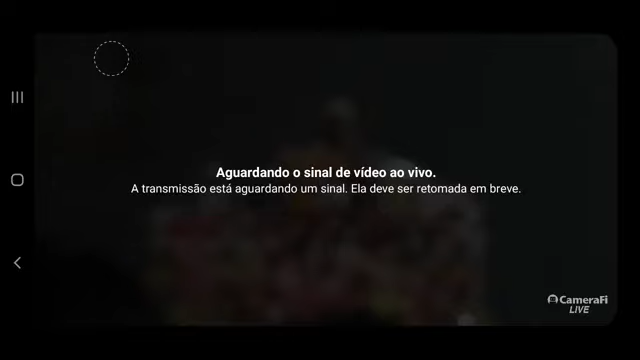 Aguardando o sinal de vídeo ao vivo.
A transmissão está aguardando um sinal. Ela deve ser retomada em breve.
CameraFi
LIVE